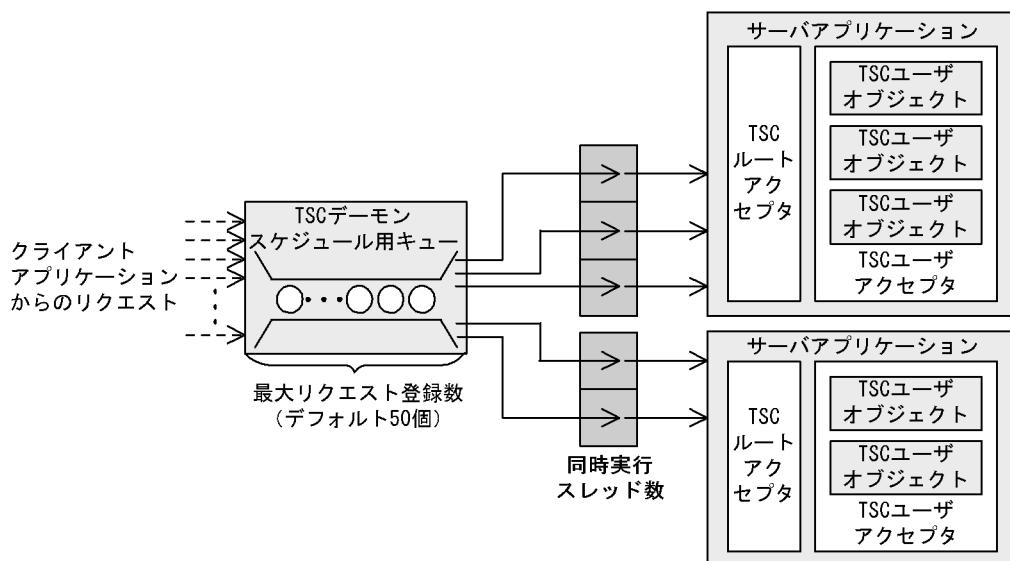 クライアント
アプリケーション
からのリクエスト
TSCデーモン
スケジュール用キュー
最大リクエスト登録数
(デフォルト50個)
同時実行
スレッド数
サーバアプリケーション
TSC
ルート
アク
セプタ
TSCユーザ
オブジェクト
TSCユーザ
オブジェクト
TSCユーザ
オブジェクト
TSCユーザ
アクセプタ
サーバアプリケーション
TSC
ルート
アク
セプタ
TSCユーザ
オブジェクト
TSCユーザ
オブジェクト
TSCユーザ
アクセプタ